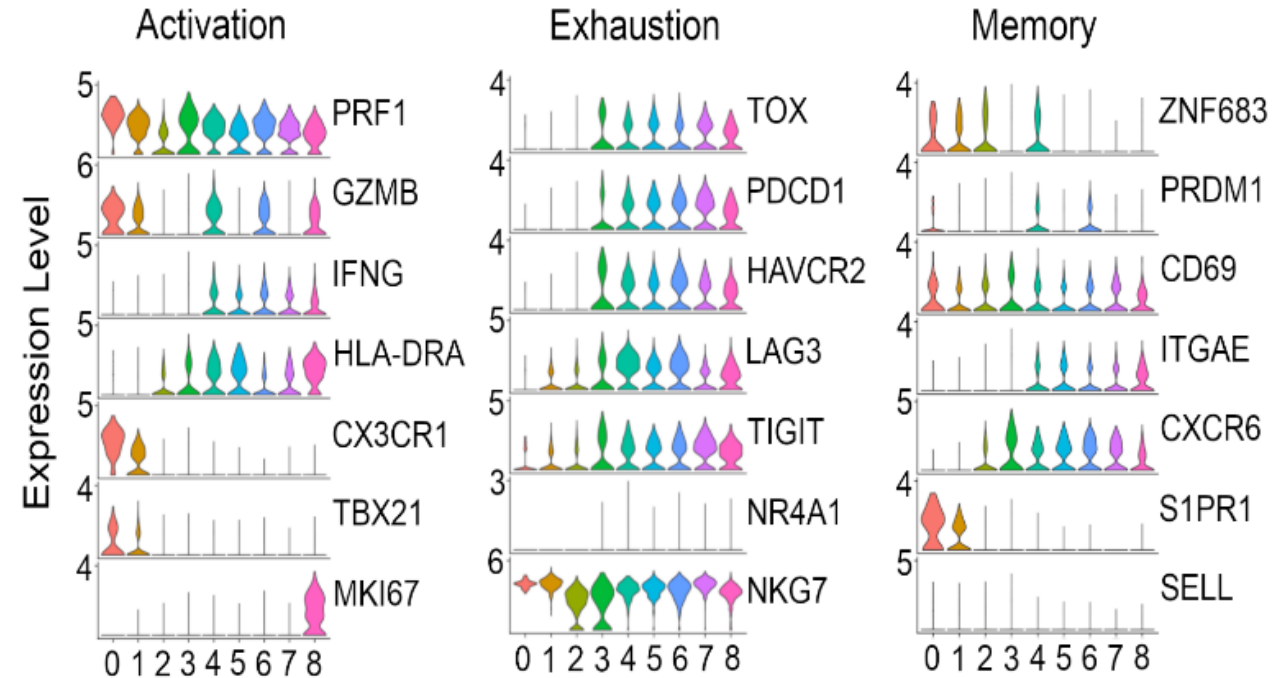 Activation
Exhaustion
Memory
Expression Level
5
PRF1
6
GZMB
5
IFNG
5
HLA-DRA
5
CX3CR1
4
TBX21
4
MKI67
0 1 2 3 4 5 6 7 8
4
TOX
4
PDCD1
4
HAVCR2
5
LAG3
5
TIGIT
3
NR4A1
6
NKG7
0 1 2 3 4 5 6 7 8
4
ZNF683
4
PRDM1
4
CD69
4
ITGAE
5
CXCR6
4
S1PR1
5
SELL
0 1 2 3 4 5 6 7 8